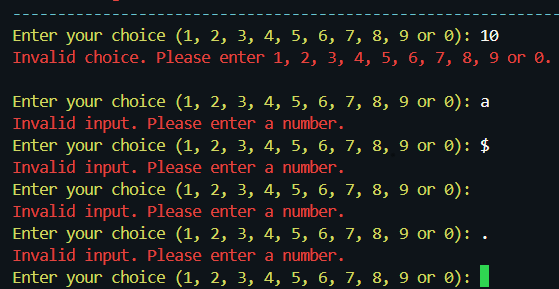 Enter your choice (1, 2, 3, 4, 5, 6, 7, 8, 9 or 0): 10
Invalid choice. Please enter 1, 2, 3, 4, 5, 6, 7, 8, 9 or 0.
Enter your choice (1, 2, 3, 4, 5, 6, 7, 8, 9 or 0): a
Invalid input. Please enter a number.
Enter your choice (1, 2, 3, 4, 5, 6, 7, 8, 9 or 0): $
Invalid input. Please enter a number.
Enter your choice (1, 2, 3, 4, 5, 6, 7, 8, 9 or 0):
Invalid input. Please enter a number.
Enter your choice (1, 2, 3, 4, 5, 6, 7, 8, 9 or 0): .
Invalid input. Please enter a number.
Enter your choice (1, 2, 3, 4, 5, 6, 7, 8, 9 or 0):